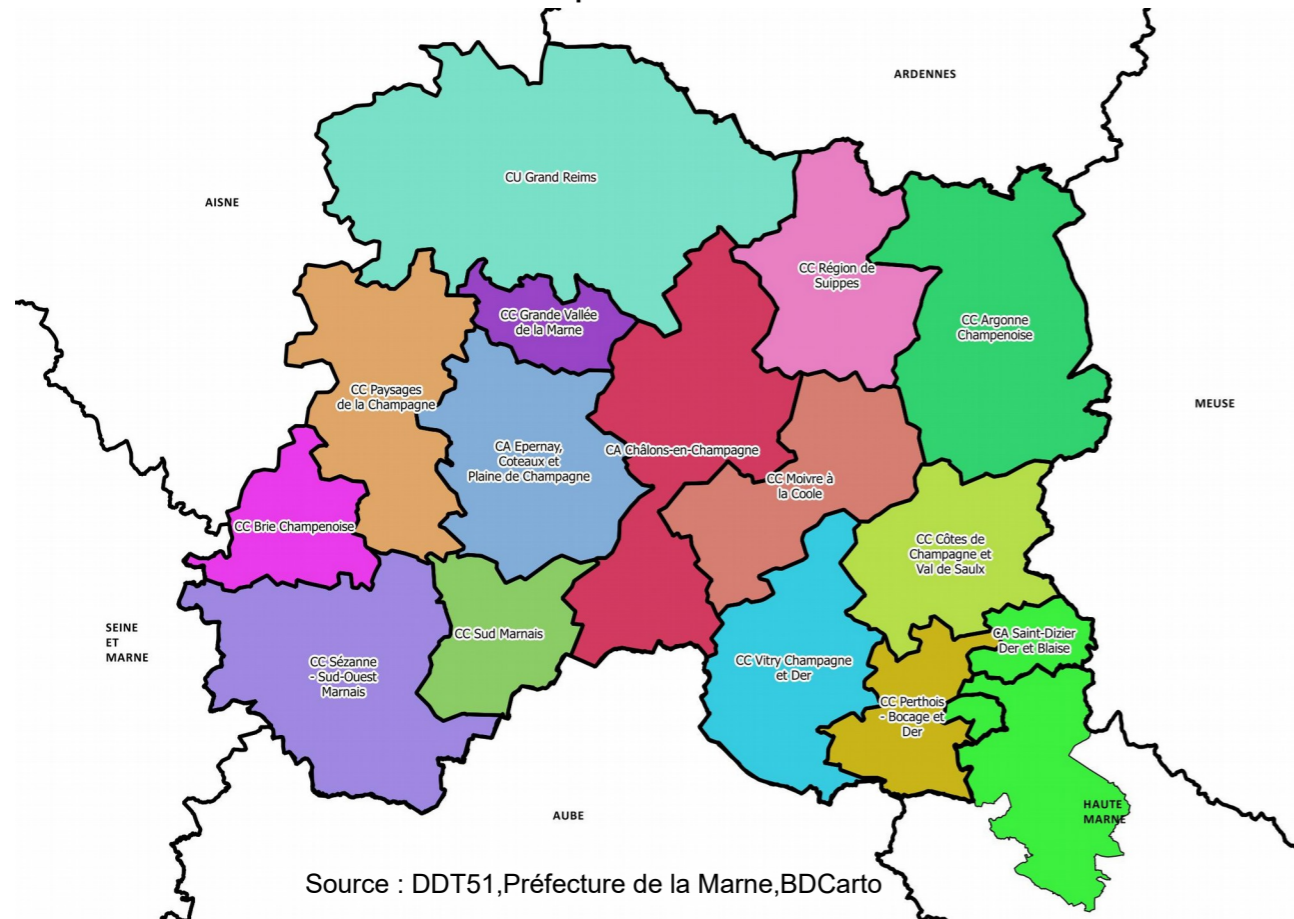 ARDENNES
CU Grand Reims
AISNE
CC Région de
Suippes
CC Grande Vallée
de la Marne
CC Argonne
Champenoise
CC Paysages
de la Champagne
MEUSE
CA Epernay,
Coteaux et
Plaine de Champagne
CA Châlons-en-Champagne
CC Moivre à
la Coole
CC Brie Champenoise
CC Côtes de
Champagne et
Val de Saulx
SEINE
ET
MARNE
CC Sud Marnais
CA Saint-Dizier
Der et Blaise
CC Sézanne
- Sud-Ouest
Marnais
CC Vitry Champagne
et Der
CC Perthois
- Bocage et
Der
HAUTE
MARNE
AUBE
Source : DDT51,Préfecture de la Marne,BDCarto